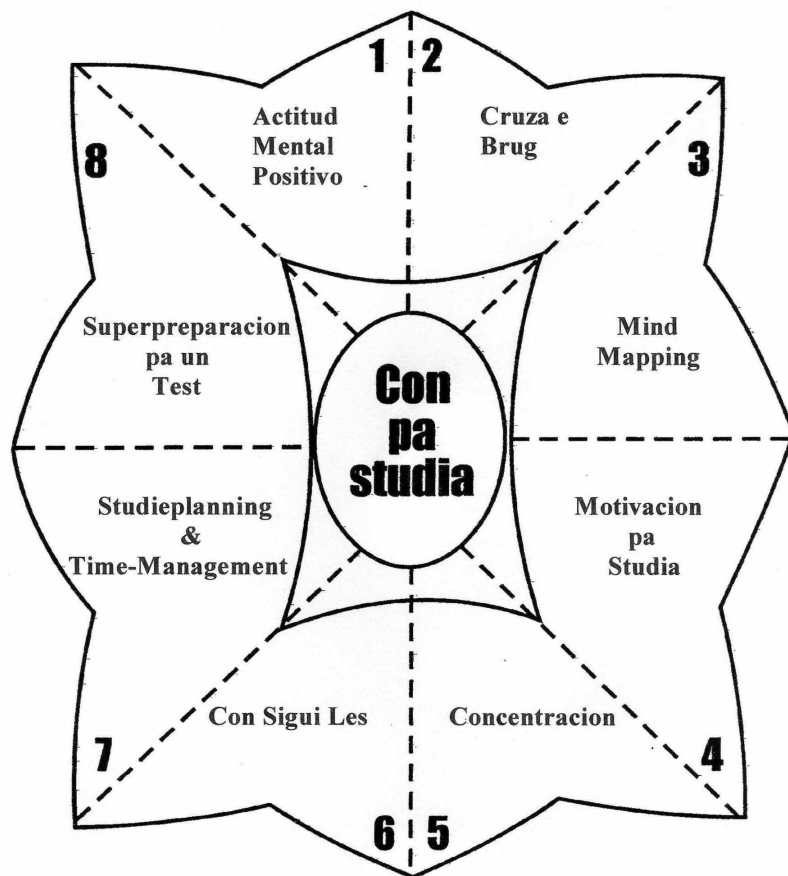 1
Actitud
Mental
Positivo
2
Cruza e
Brug
3
Mind
Mapping
4
Motivacion
pa
Studia
5
Concentracion
6
Con Sigui Les
7
Studieplanning
&
Time-Management
8
Superpreparacion
pa un
Test
Con
pa
studia